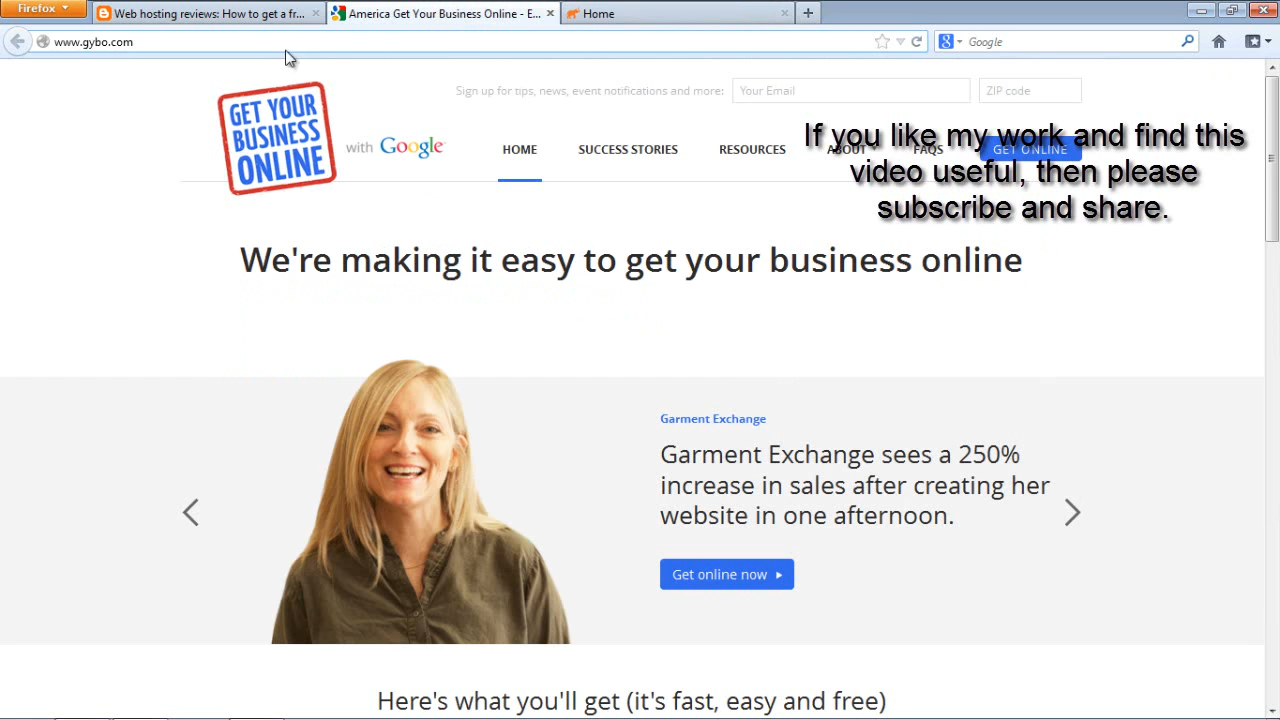 Firefox
Web hosting reviews: How to get a fr...
America Get Your Business Online - E...
Home
www.gybo.com
Google
Sign up for tips, news, event notifications and more:
Your Email
ZIP code
GET YOUR
BUSINESS
ONLINE
with Google
HOME
SUCCESS STORIES
RESOURCES
ABOUT
FAQS
GET ONLINE
If you like my work and find this
video useful, then please
subscribe and share.
We're making it easy to get your business online
Garment Exchange
Garment Exchange sees a 250%
increase in sales after creating her
website in one afternoon.
Get online now
Here's what you'll get (it's fast, easy and free)